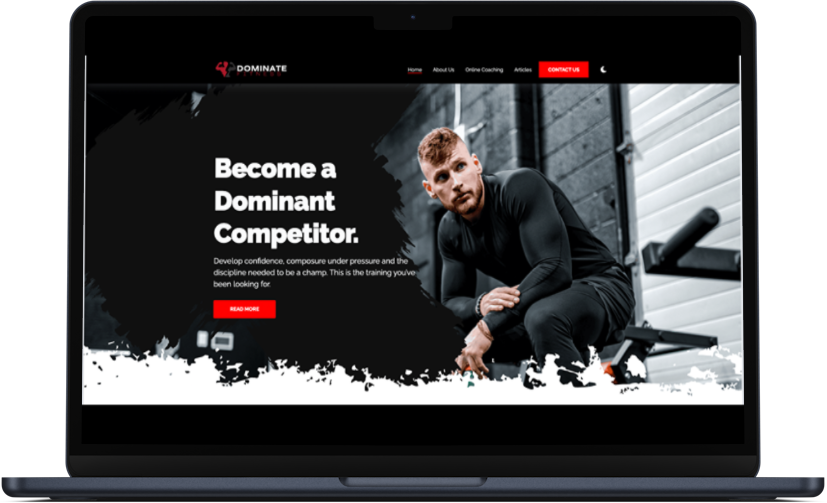 DOMINATE
FITNESS
Home About Us Online Coaching Articles CONTACT US
Become a
Dominant
Competitor.
Develop confidence, composure under pressure and the
discipline needed to be a champ. This is the training you've
been looking for.
READ MORE